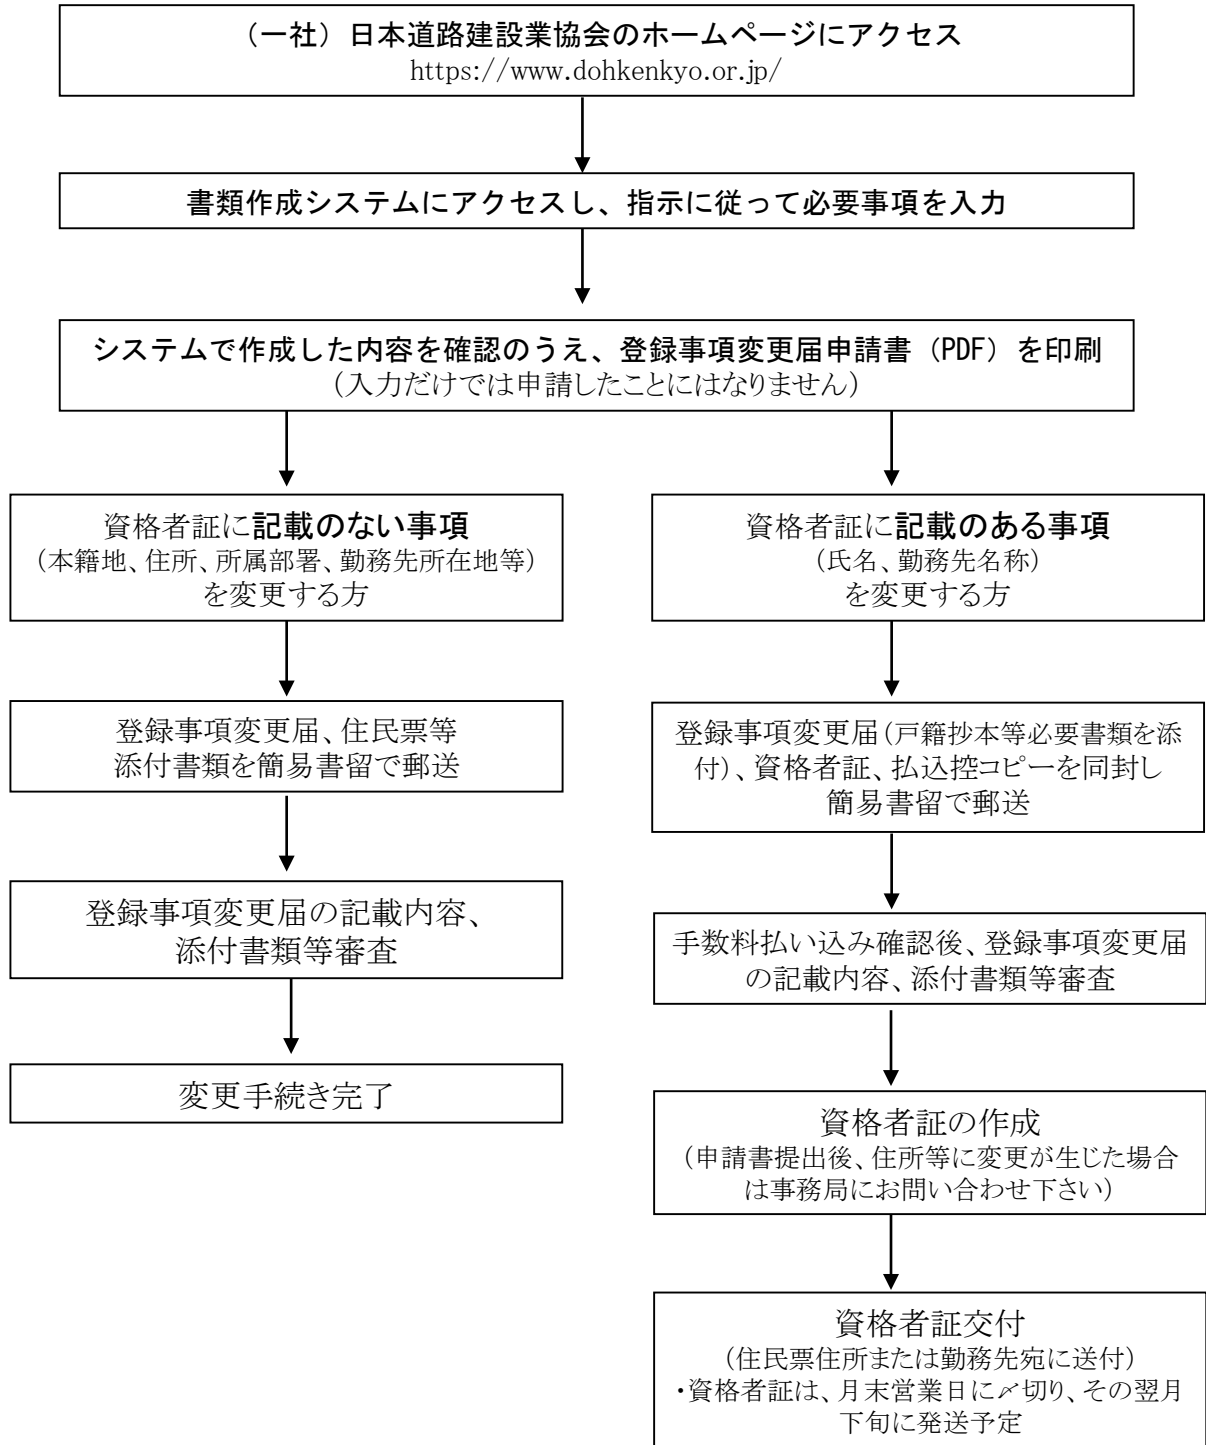 （一社）日本道路建設業協会のホームページにアクセス
https://www.dohkenkyo.or.jp/
書類作成システムにアクセスし、指示に従って必要事項を入力
システムで作成した内容を確認のうえ、登録事項変更届申請書（PDF）を印刷
（入力だけでは申請したことにはなりません）
資格者証に記載のない事項
（本籍地、住所、所属部署、勤務先所在地等）
を変更する方
登録事項変更届、住民票等
添付書類を簡易書留で郵送
登録事項変更届の記載内容、
添付書類等審査
変更手続き完了
資格者証に記載のある事項
（氏名、勤務先名称）
を変更する方
登録事項変更届（戸籍抄本等必要書類を添
付）、資格者証、払込控コピーを同封し
簡易書留で郵送
手数料払い込み確認後、登録事項変更届
の記載内容、添付書類等審査
資格者証の作成
（申請書提出後、住所等に変更が生じた場合
は事務局にお問い合わせ下さい）
資格者証交付
（住民票住所または勤務先宛に送付）
・資格者証は、月末営業日に〆切り、その翌月
下旬に発送予定